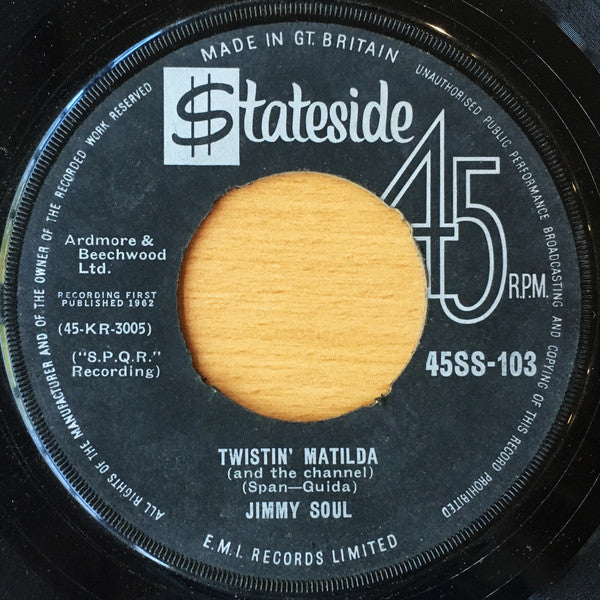 MADE IN GT. BRITAIN
UNAUTHORISED PUBLIC PERFORMANCE BROADCASTING AND COPYING OF THIS RECORD PROHIBITED
ALL RIGHTS OF THE MANUFACTURER AND OF THE OWNER OF THE RECORDED WORK RESERVED
$tateside
45 R.P.M.
Ardmore &
Beechwood
Ltd.
RECORDING FIRST
PUBLISHED 1962
(45-KR-3005)
("S.P.Q.R."
Recording)
45SS-103
TWISTIN' MATILDA
(and the channel)
(Span—Guida)
JIMMY SOUL
E.M.I. RECORDS LIMITED